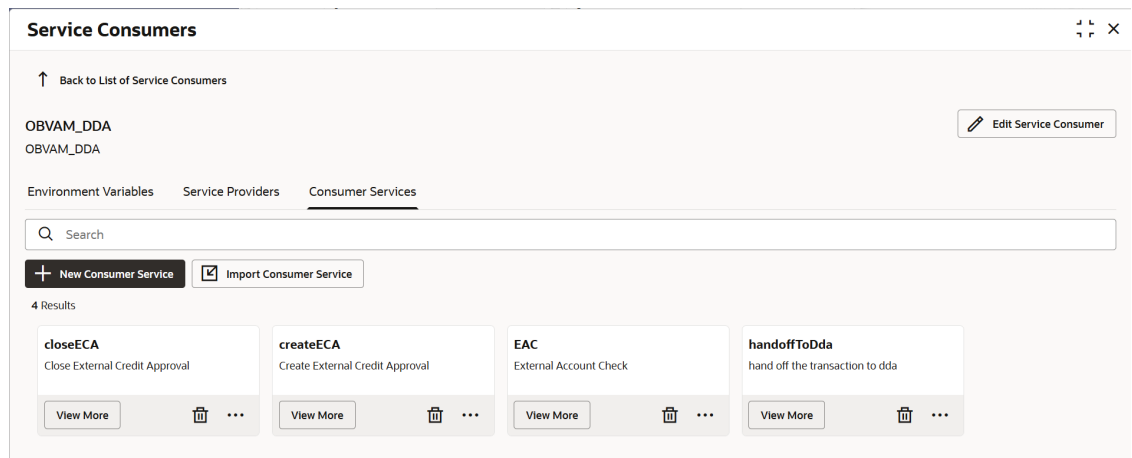 Service Consumers
Back to List of Service Consumers
OBVAM_DDA
Edit Service Consumer
OBVAM_DDA
Environment Variables Service Providers Consumer Services
Search
New Consumer Service Import Consumer Service
4 Results
closeECA createECA EAC handoffToDda
Close External Credit Approval Create External Credit Approval External Account Check hand off the transaction to dda
View More View More View More View More